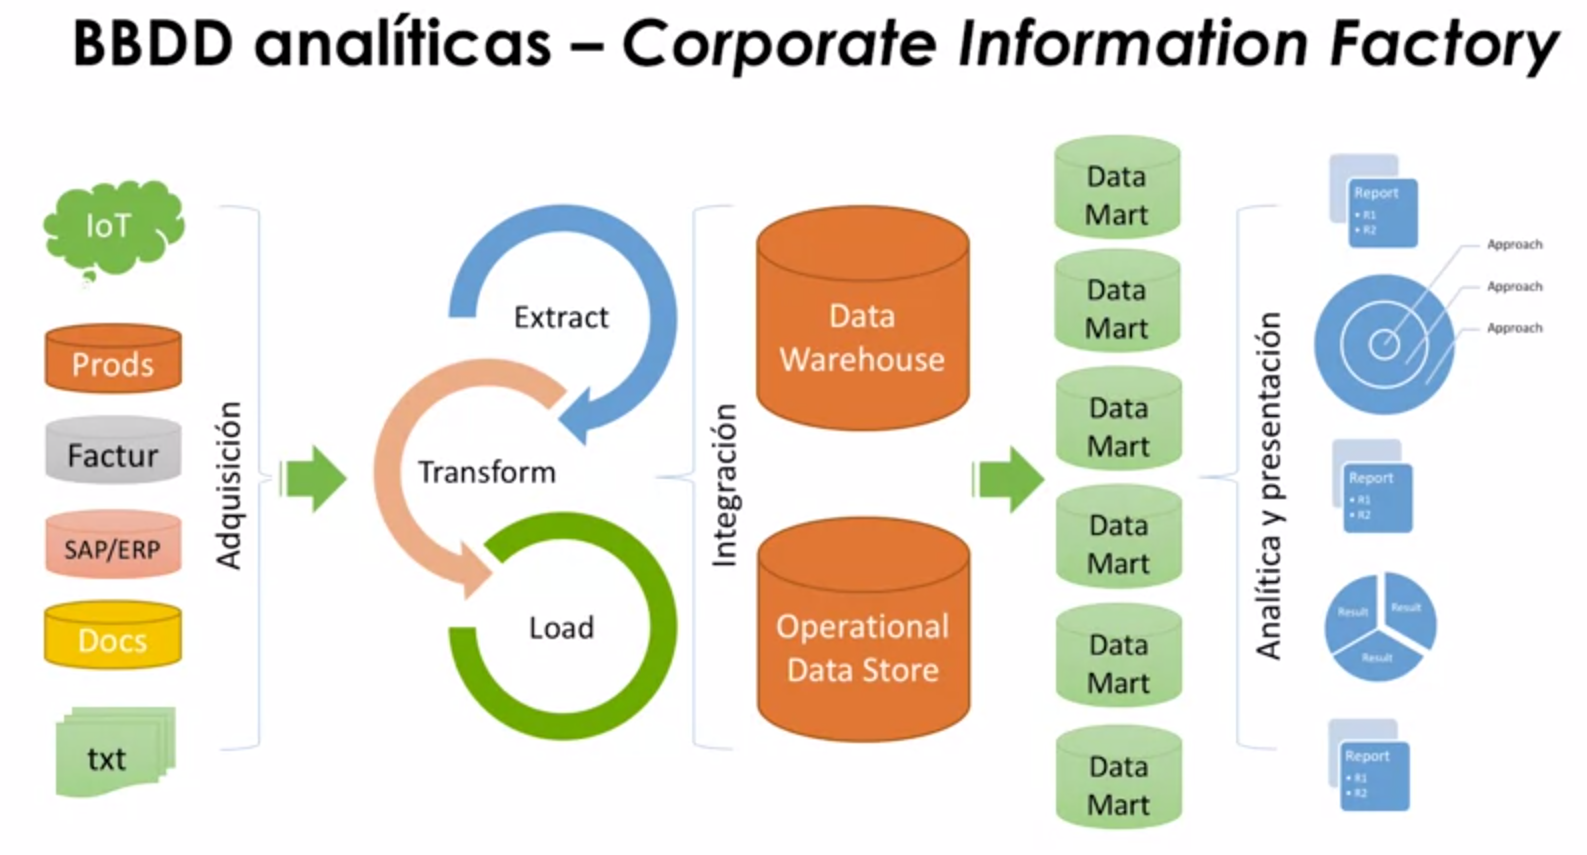 BBDD analíticas – Corporate Information Factory
IoT
Prods
Factur
SAP/ERP
Docs
txt
Adquisición
Extract
Transform
Load
Integración
Data
Warehouse
Operational
Data Store
Data
Mart
Data
Mart
Data
Mart
Data
Mart
Data
Mart
Data
Mart
Analítica y presentación
Report
• R1
• R2
Approach
Approach
Approach
Report
• R1
• R2
Result
Result
Result
Report
• R1
• R2